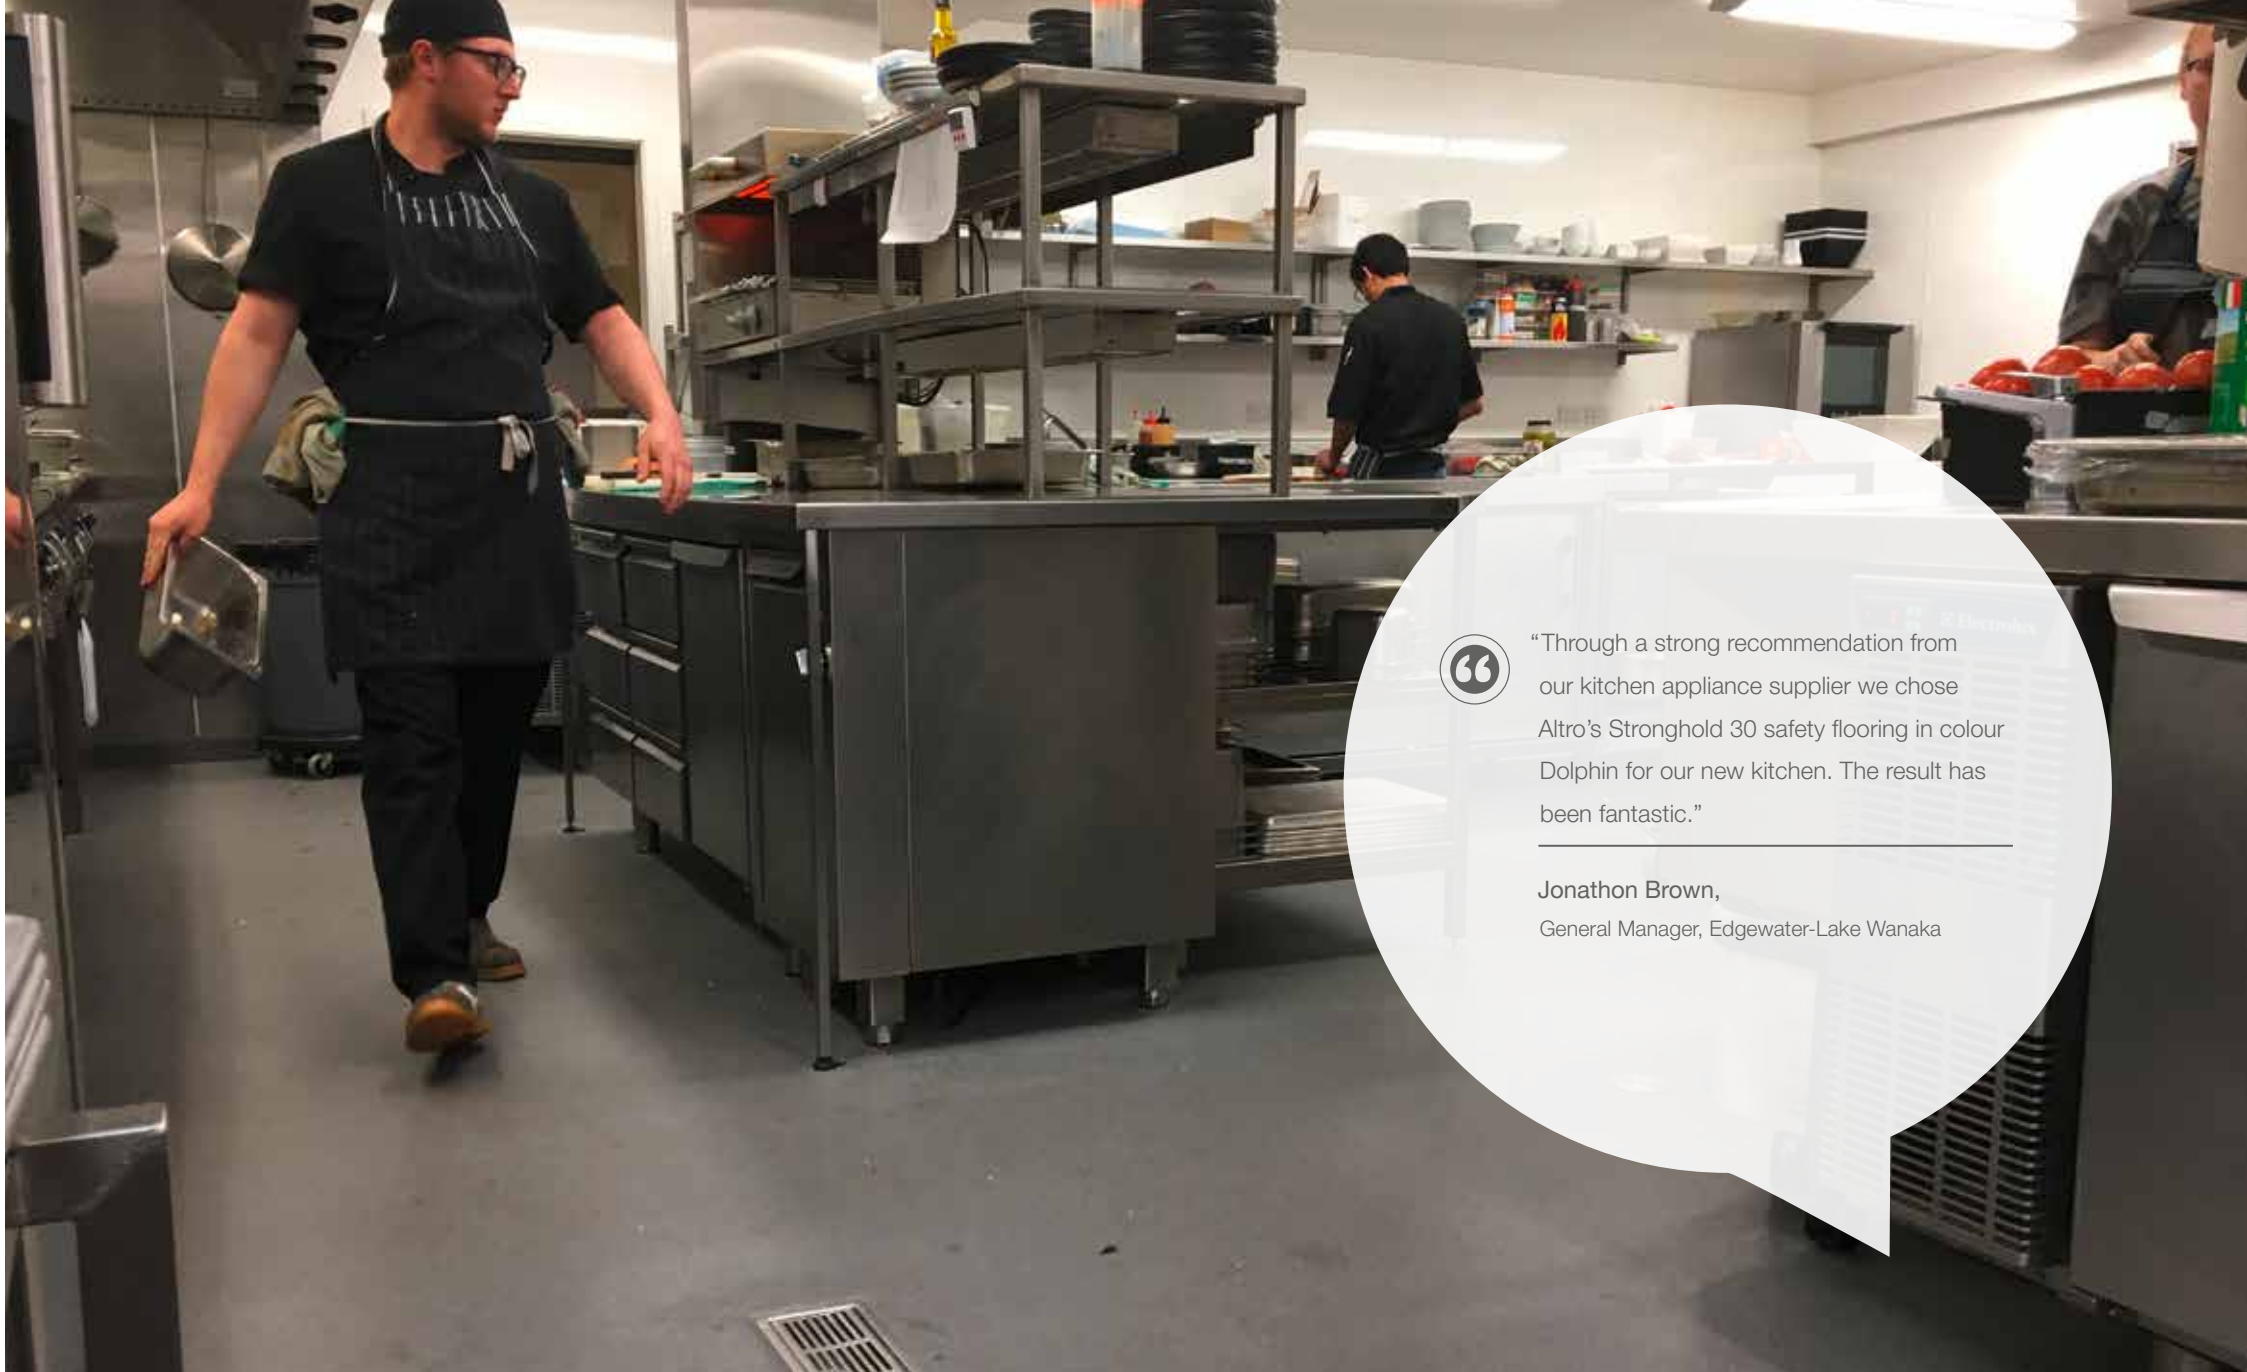 “Through a strong recommendation from
our kitchen appliance supplier we chose
Altro’s Stronghold 30 safety flooring in colour
Dolphin for our new kitchen. The result has
been fantastic.”
Jonathon Brown,
General Manager, Edgewater-Lake Wanaka
Electrolux